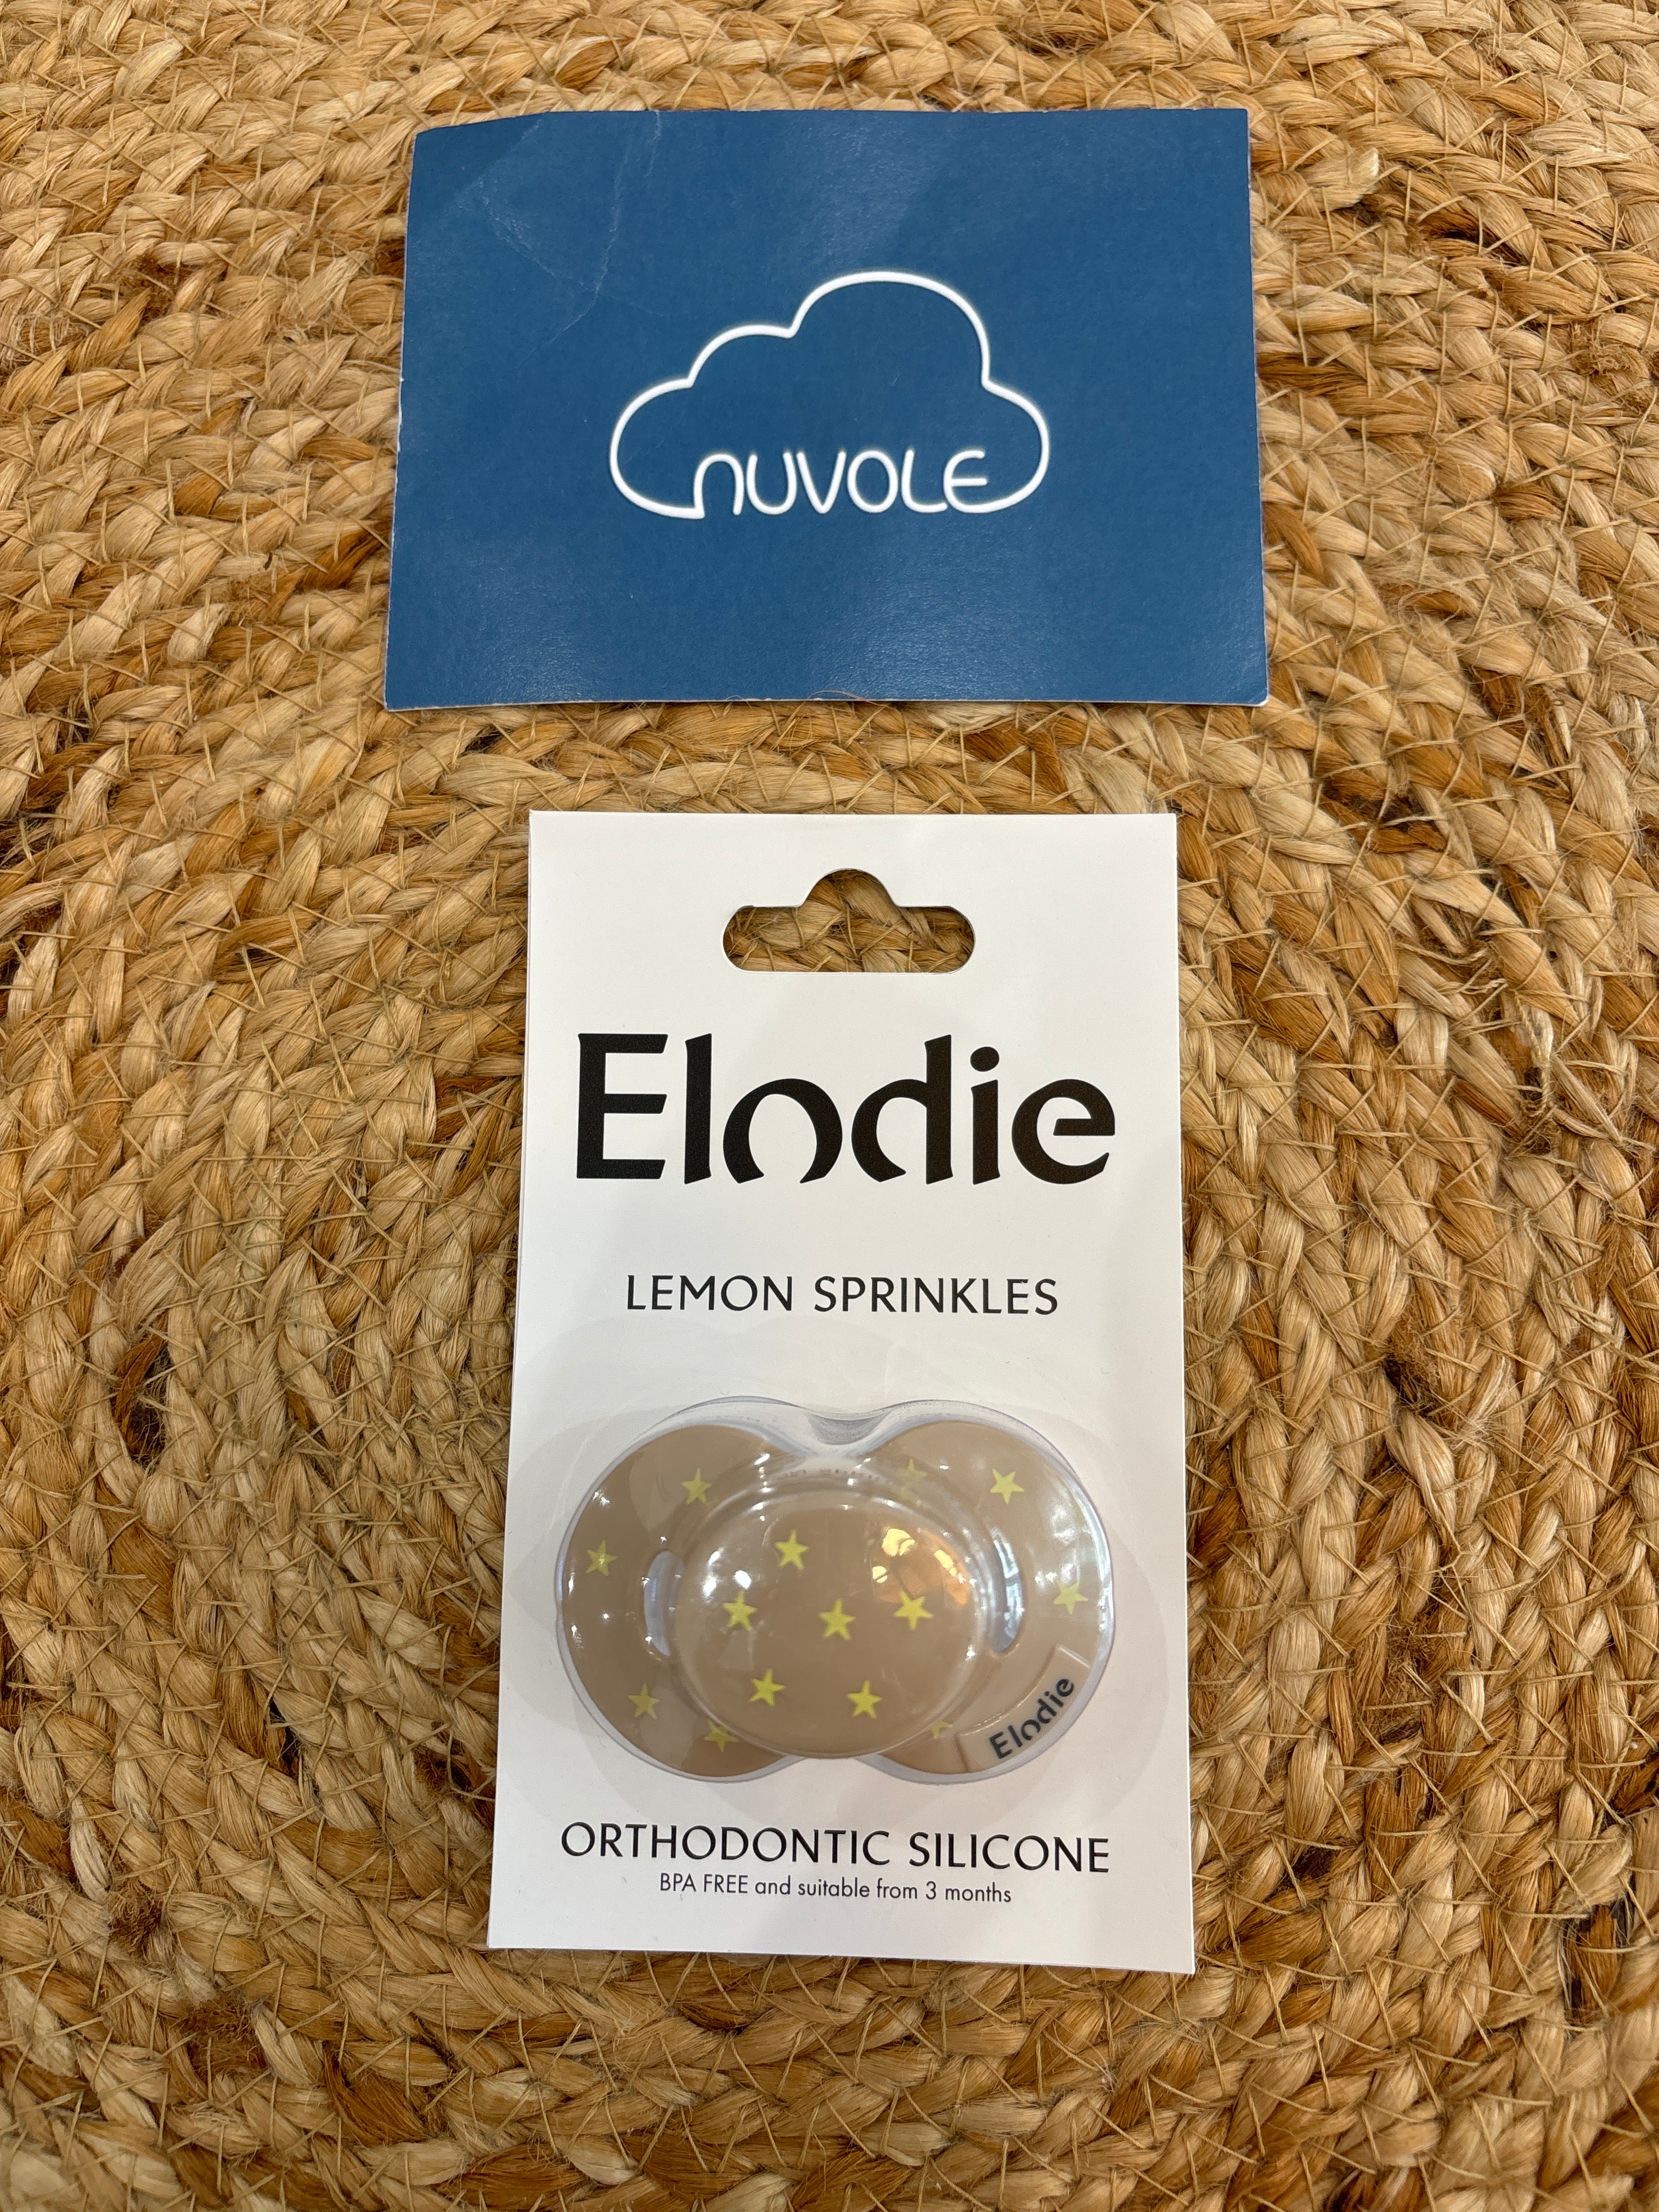 NUVOLE
Elodie
LEMON SPRINKLES
Elodie
ORTHODONTIC SILICONE
BPA FREE and suitable from 3 months